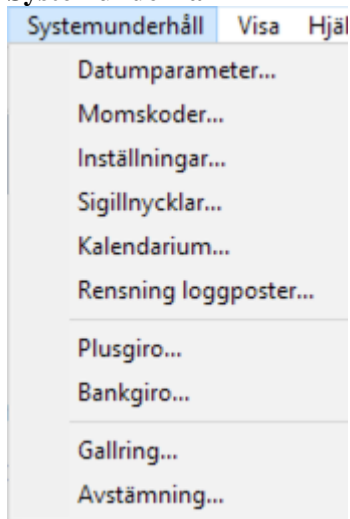 Systemunderhåll Visa
Datumparameter...
Momskoder...
Inställningar...
Sigillnycklar...
Kalendarium...
Rensning loggposter...
Plusgiro...
Bankgiro...
Gallring...
Avstämning...